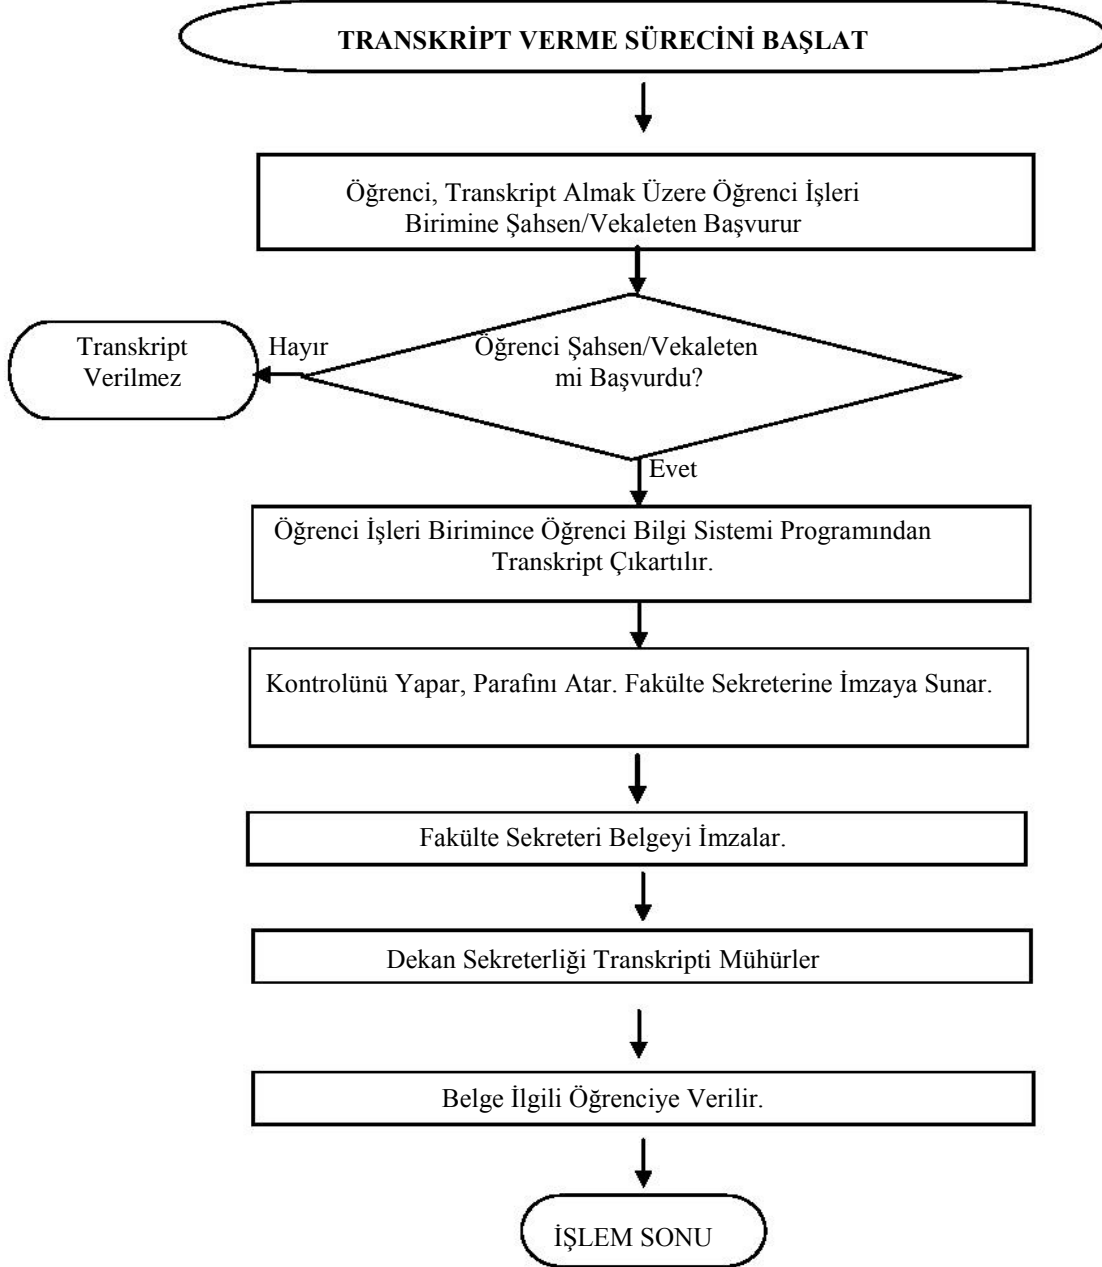 TRANSKRİPT VERME SÜRECİNİ BAŞLAT
Öğrenci, Transkript Almak Üzere Öğrenci İşleri
Birimine Şahsen/Vekaleten Başvurur
Transkript
Verilmez
Hayır
Öğrenci Şahsen/Vekaleten
mi Başvurdu?
Evet
Öğrenci İşleri Birimince Öğrenci Bilgi Sistemi Programından
Transkript Çıkartılır.
Kontrolünü Yapar, Parafını Atar. Fakülte Sekreterine İmzaya Sunar.
Fakülte Sekreteri Belgeyi İmzalar.
Dekan Sekreterliği Transkripti Mühürler
Belge İlgili Öğrenciye Verilir.
İŞLEM SONU